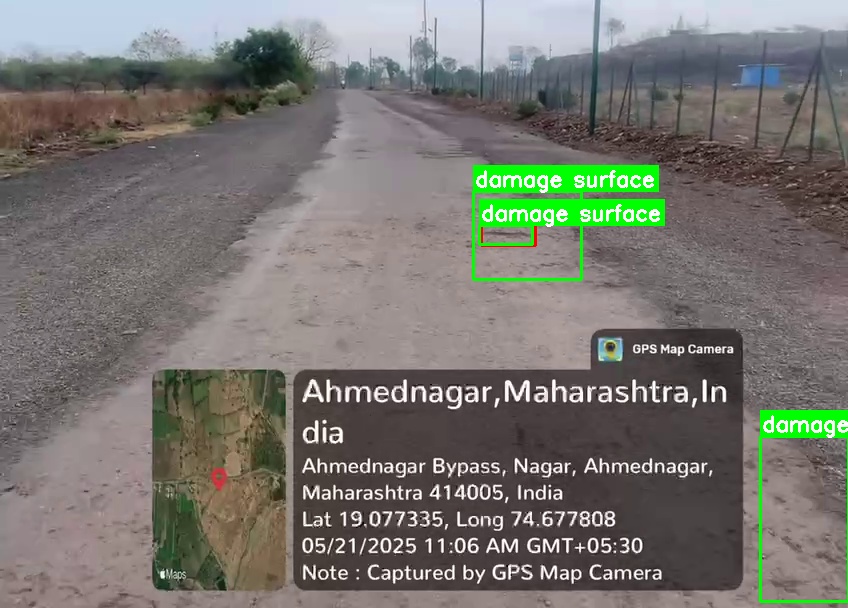 damage surface
damage surface
GPS Map Camera
damage
Ahmednagar,Maharashtra,In
dia
Ahmednagar Bypass, Nagar, Ahmednagar,
Maharashtra 414005, India
Lat 19.077335, Long 74.677808
05/21/2025 11:06 AM GMT+05:30
Note : Captured by GPS Map Camera
Maps